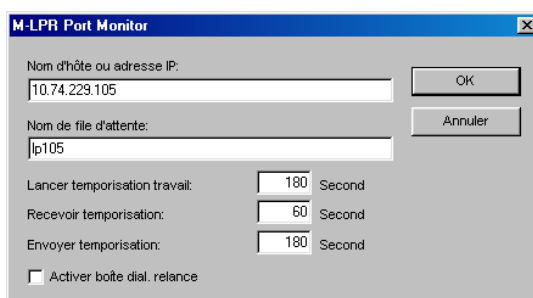 M-LPR Port Monitor
Nom d'hôte ou adresse IP:
10.74.229.105
OK
Nom de file d'attente:
Annuler
lp105
Lancer temporisation travail: 180 Second
Recevoir temporisation: 60 Second
Envoyer temporisation: 180 Second
Activer boîte dial. relance